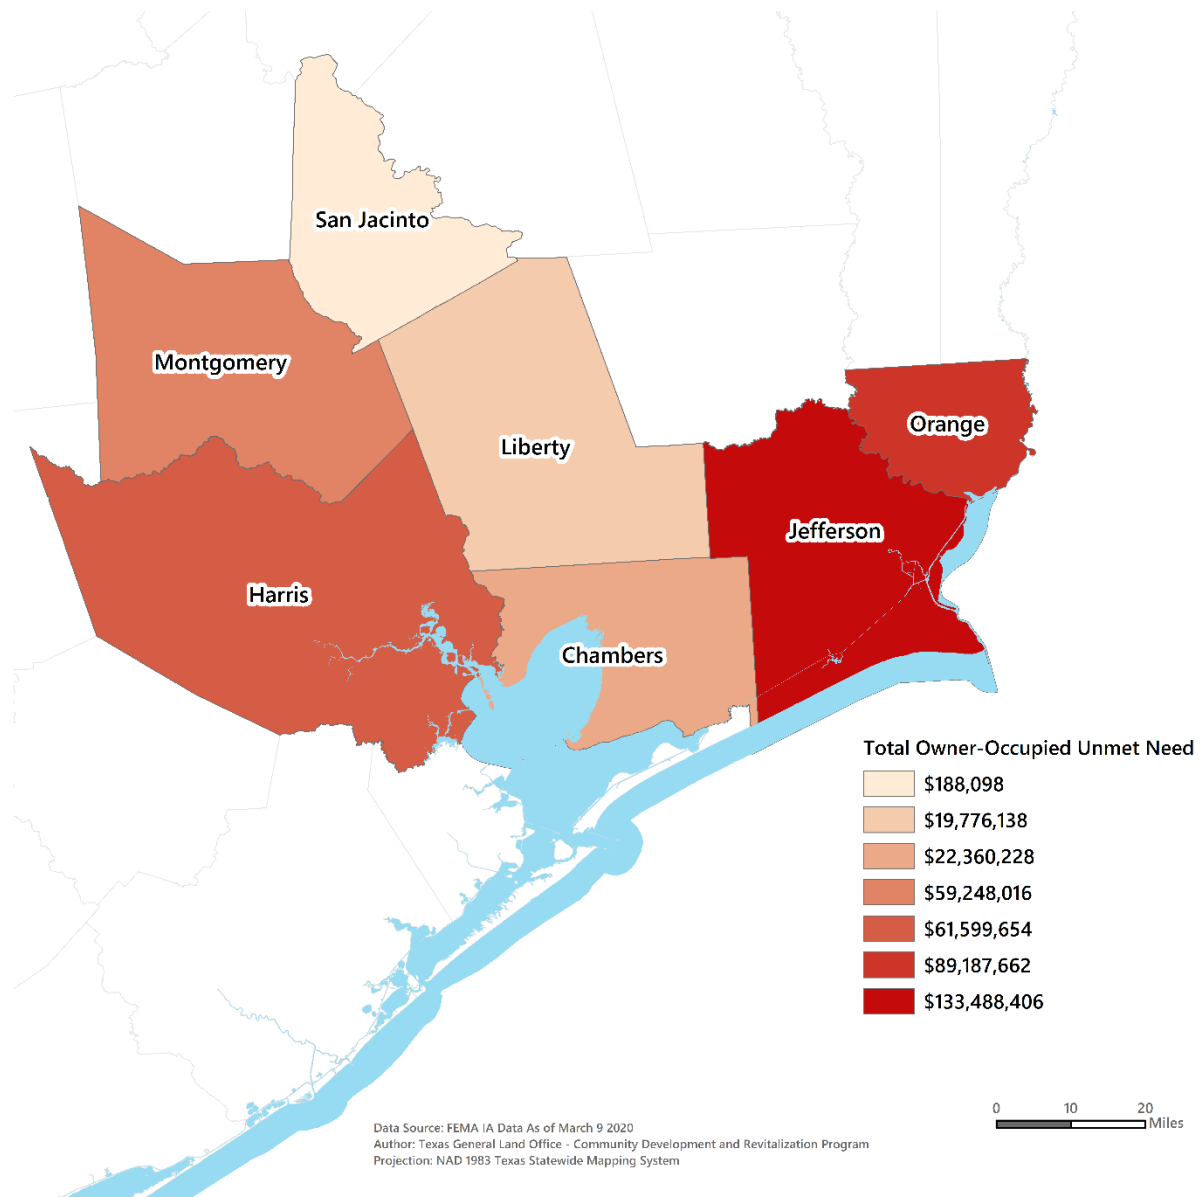 San Jacinto
Montgomery
Orange
Liberty
Jefferson
Harris
Chambers
Total Owner-Occupied Unmet Need
$188,098
$19,776,138
$22,360,228
$59,248,016
$61,599,654
$89,187,662
$133,488,406
0 10 20
Miles
Data Source: FEMA IA Data As of March 9 2020
Author: Texas General Land Office - Community Development and Revitalization Program
Projection: NAD 1983 Texas Statewide Mapping System